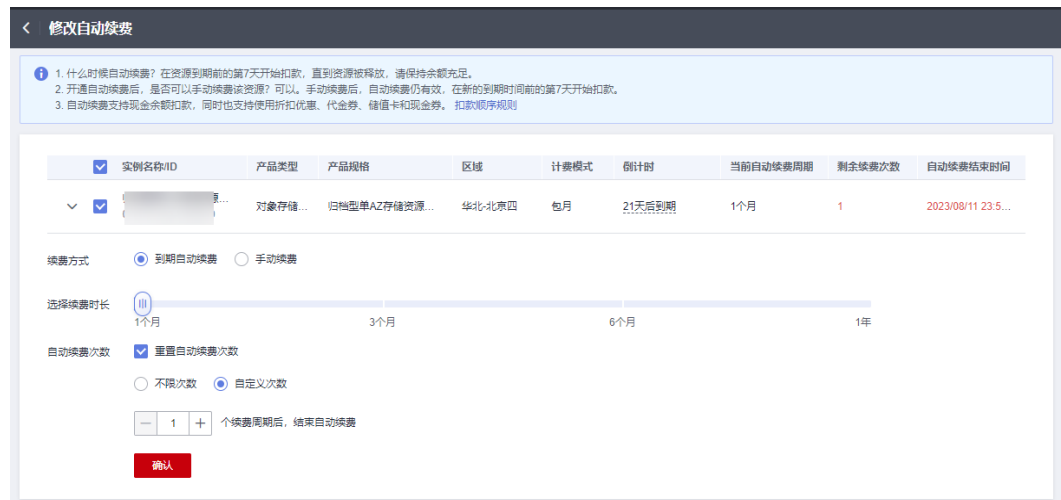 修改自动续费
1. 什么时候自动续费？在资源到期前的第7天开始扣款，直到资源被释放，请保持余额充足。
2. 开通自动续费后，是否可以手动续费该资源？可以。手动续费后，自动续费仍有效，在新的到期时间前的第7天开始扣款。
3. 自动续费支持现金余额扣款，同时也支持使用折扣优惠、代金券、储值卡和现金券。 扣款顺序规则
实例名称/ID 产品类型 产品规格 区域 计费模式 倒计时 当前自动续费周期 剩余续费次数 自动续费结束时间
对象存储... 归档型单AZ存储资源... 华北-北京四 包月 21天后到期 1个月 1 2023/08/11 23:5...
续费方式 到期自动续费 手动续费
选择续费时长
1个月 3个月 6个月 1年
自动续费次数 重置自动续费次数
不限次数 自定义次数
1 个续费周期后，结束自动续费
确认